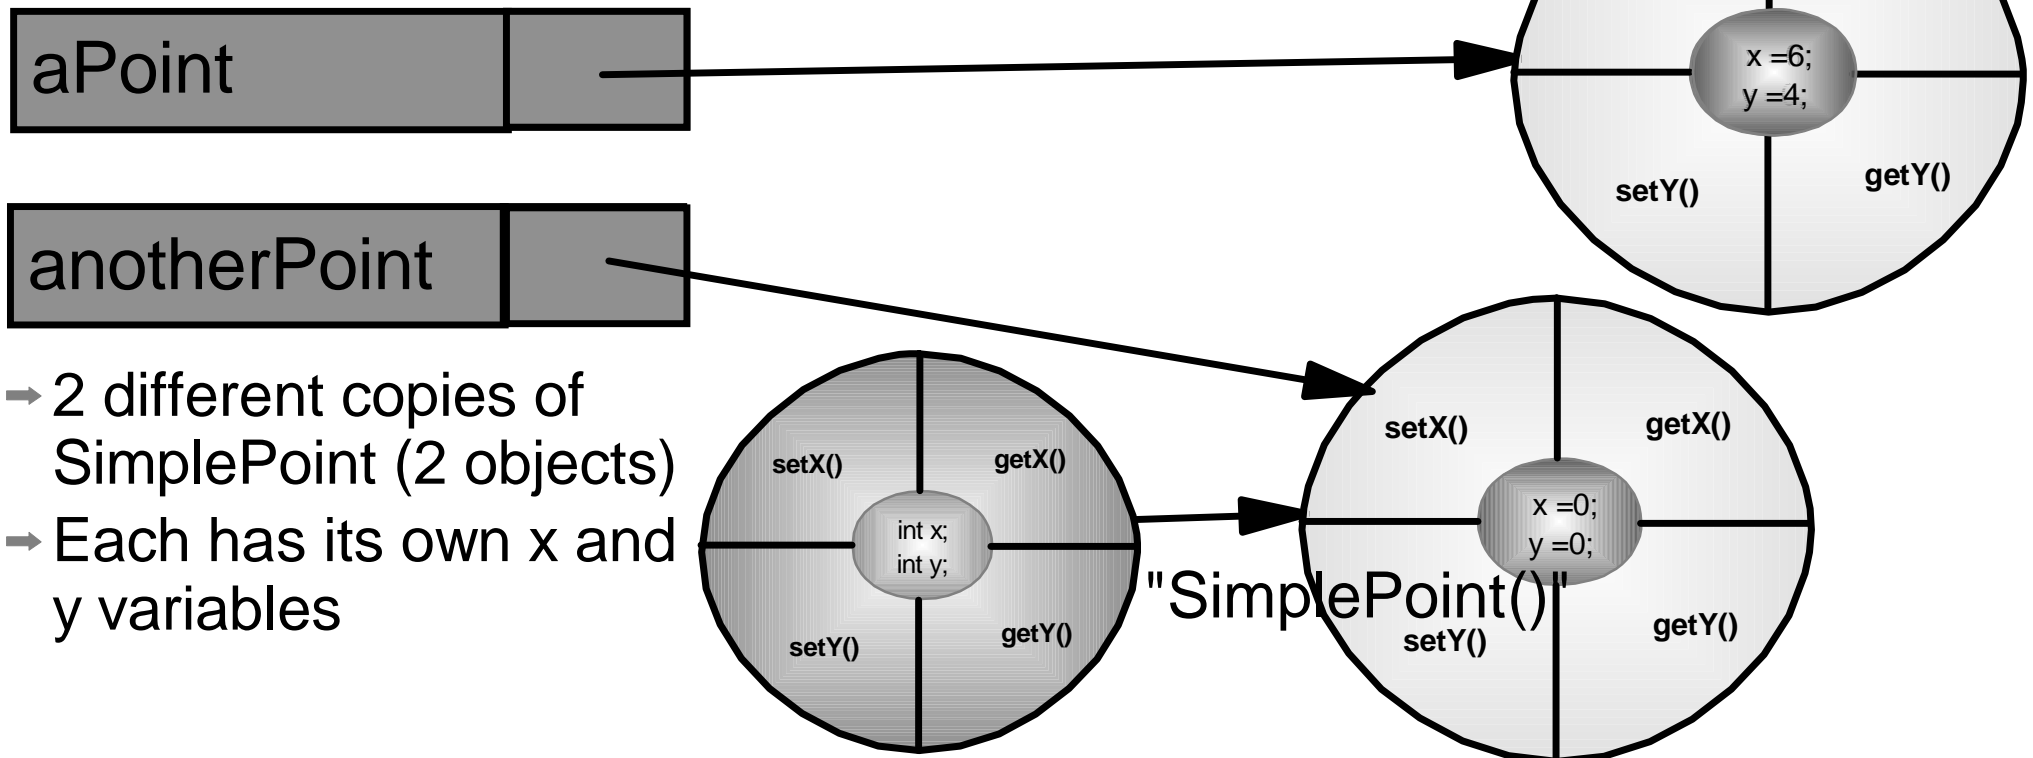 aPoint
x =6;
y =4;
setY()
getY()
anotherPoint
2 different copies of
SimplePoint (2 objects)
Each has its own x and
y variables
setX()
getX()
int x;
int y;
setY()
getY()
"SimplePoint()"
setX()
getX()
x =0;
y =0;
setY()
getY()